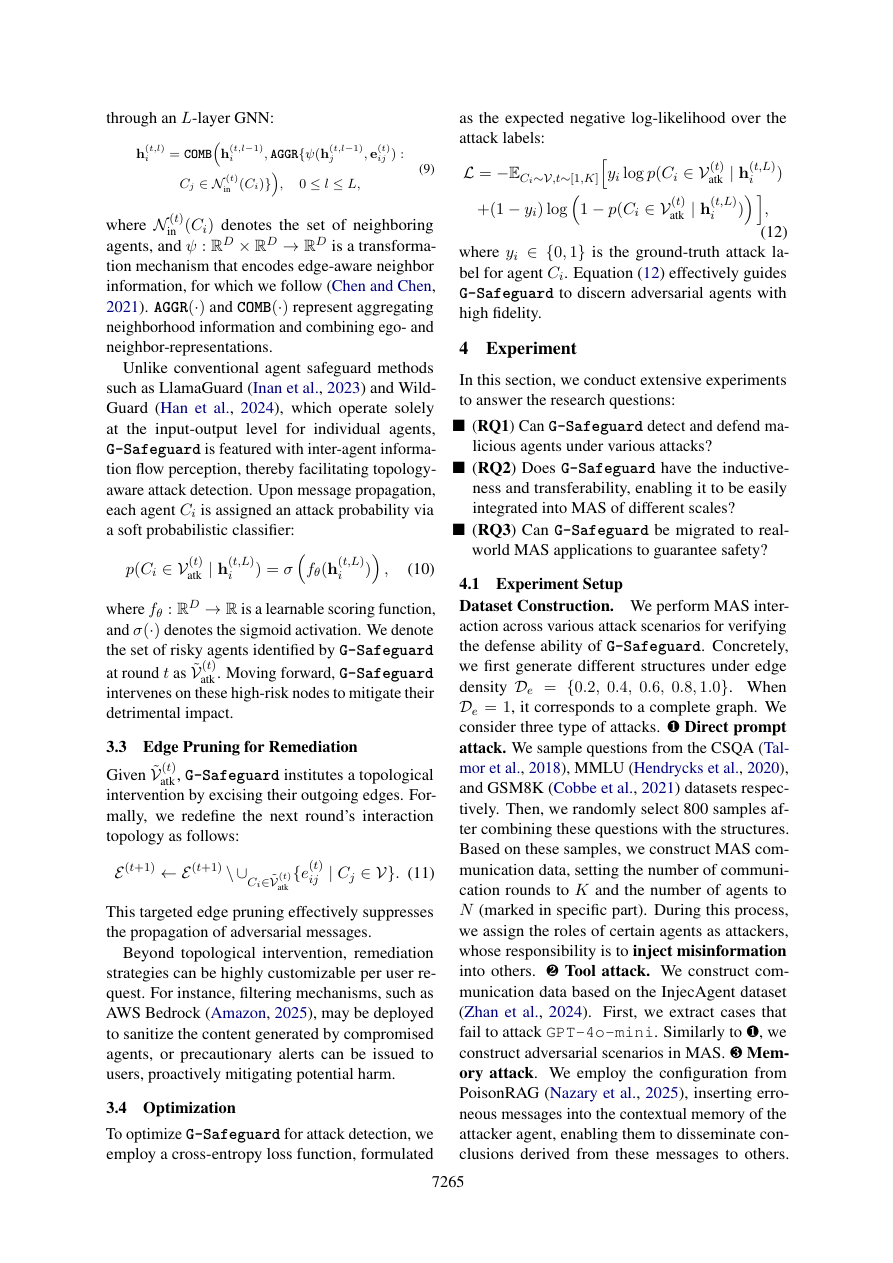 through an L-layer GNN:
h_i^{(t,l)} = COMB(h_i^{(t,l−1)}, AGGR{ψ(h_j^{(t,l−1)}, e_{ij}^{(t)}) :
C_j ∈ N_in^{(t)}(C_i)}), 0 ≤ l ≤ L,
(9)
where N_in^{(t)}(C_i) denotes the set of neighboring
agents, and ψ : ℝ^D × ℝ^D → ℝ^D is a transforma-
tion mechanism that encodes edge-aware neighbor
information, for which we follow (Chen and Chen,
2021). AGGR(·) and COMB(·) represent aggregating
neighborhood information and combining ego- and
neighbor-representations.
Unlike conventional agent safeguard methods
such as LlamaGuard (Inan et al., 2023) and Wild-
Guard (Han et al., 2024), which operate solely
at the input-output level for individual agents,
G-Safeguard is featured with inter-agent informa-
tion flow perception, thereby facilitating topology-
aware attack detection. Upon message propagation,
each agent C_i is assigned an attack probability via
a soft probabilistic classifier:
p(C_i ∈ V_atk^{(t)} | h_i^{(t,L)}) = σ(f_θ(h_i^{(t,L)})), (10)
where f_θ : ℝ^D → ℝ is a learnable scoring function,
and σ(·) denotes the sigmoid activation. We denote
the set of risky agents identified by G-Safeguard
at round t as Ṽ_atk^{(t)}. Moving forward, G-Safeguard
intervenes on these high-risk nodes to mitigate their
detrimental impact.
3.3 Edge Pruning for Remediation
Given Ṽ_atk^{(t)}, G-Safeguard institutes a topological
intervention by excising their outgoing edges. For-
mally, we redefine the next round's interaction
topology as follows:
E^{(t+1)} ← E^{(t+1)} \ ∪_{C_i∈Ṽ_atk^{(t)}} {e_{ij}^{(t)} | C_j ∈ V}. (11)
This targeted edge pruning effectively suppresses
the propagation of adversarial messages.
Beyond topological intervention, remediation
strategies can be highly customizable per user re-
quest. For instance, filtering mechanisms, such as
AWS Bedrock (Amazon, 2025), may be deployed
to sanitize the content generated by compromised
agents, or precautionary alerts can be issued to
users, proactively mitigating potential harm.
3.4 Optimization
To optimize G-Safeguard for attack detection, we
employ a cross-entropy loss function, formulated
as the expected negative log-likelihood over the
attack labels:
L = −𝔼_{C_i∼V,t∼[1,K]}[y_i log p(C_i ∈ V_atk^{(t)} | h_i^{(t,L)})
+(1 − y_i) log (1 − p(C_i ∈ V_atk^{(t)} | h_i^{(t,L)}))],
(12)
where y_i ∈ {0, 1} is the ground-truth attack la-
bel for agent C_i. Equation (12) effectively guides
G-Safeguard to discern adversarial agents with
high fidelity.
4 Experiment
In this section, we conduct extensive experiments
to answer the research questions:
■ (RQ1) Can G-Safeguard detect and defend ma-
licious agents under various attacks?
■ (RQ2) Does G-Safeguard have the inductive-
ness and transferability, enabling it to be easily
integrated into MAS of different scales?
■ (RQ3) Can G-Safeguard be migrated to real-
world MAS applications to guarantee safety?
4.1 Experiment Setup
Dataset Construction. We perform MAS inter-
action across various attack scenarios for verifying
the defense ability of G-Safeguard. Concretely,
we first generate different structures under edge
density D_e = {0.2, 0.4, 0.6, 0.8, 1.0}. When
D_e = 1, it corresponds to a complete graph. We
consider three type of attacks. ❶ Direct prompt
attack. We sample questions from the CSQA (Tal-
mor et al., 2018), MMLU (Hendrycks et al., 2020),
and GSM8K (Cobbe et al., 2021) datasets respec-
tively. Then, we randomly select 800 samples af-
ter combining these questions with the structures.
Based on these samples, we construct MAS com-
munication data, setting the number of communi-
cation rounds to K and the number of agents to
N (marked in specific part). During this process,
we assign the roles of certain agents as attackers,
whose responsibility is to inject misinformation
into others. ❷ Tool attack. We construct com-
munication data based on the InjecAgent dataset
(Zhan et al., 2024). First, we extract cases that
fail to attack GPT-4o-mini. Similarly to ❶, we
construct adversarial scenarios in MAS. ❸ Mem-
ory attack. We employ the configuration from
PoisonRAG (Nazary et al., 2025), inserting erro-
neous messages into the contextual memory of the
attacker agent, enabling them to disseminate con-
clusions derived from these messages to others.
7265